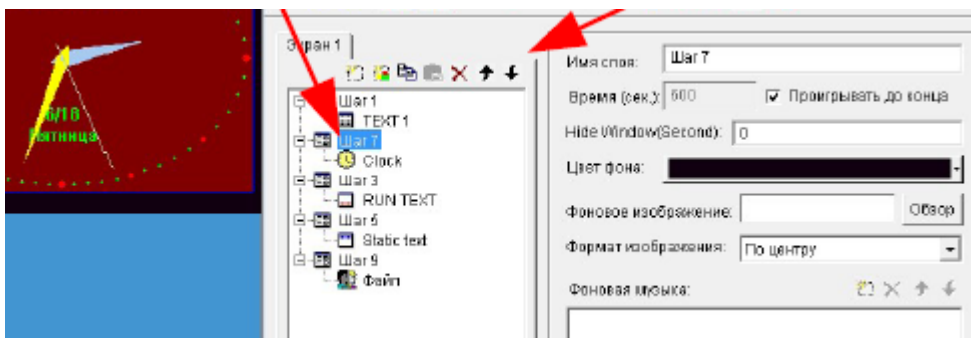 6/18
Пятница
Экран 1
Шаг 1
TEXT 1
Шаг 7
Clock
Шаг 3
RUN TEXT
Шаг 5
Static text
Шаг 9
Файл
Имя слоя: Шаг 7
Время (сек.): 600 Проигрывать до конца
Hide Window(Second): 0
Цвет фона:
Фоновое изображение: Обзор
Формат изображения: По центру
Фоновая музыка: